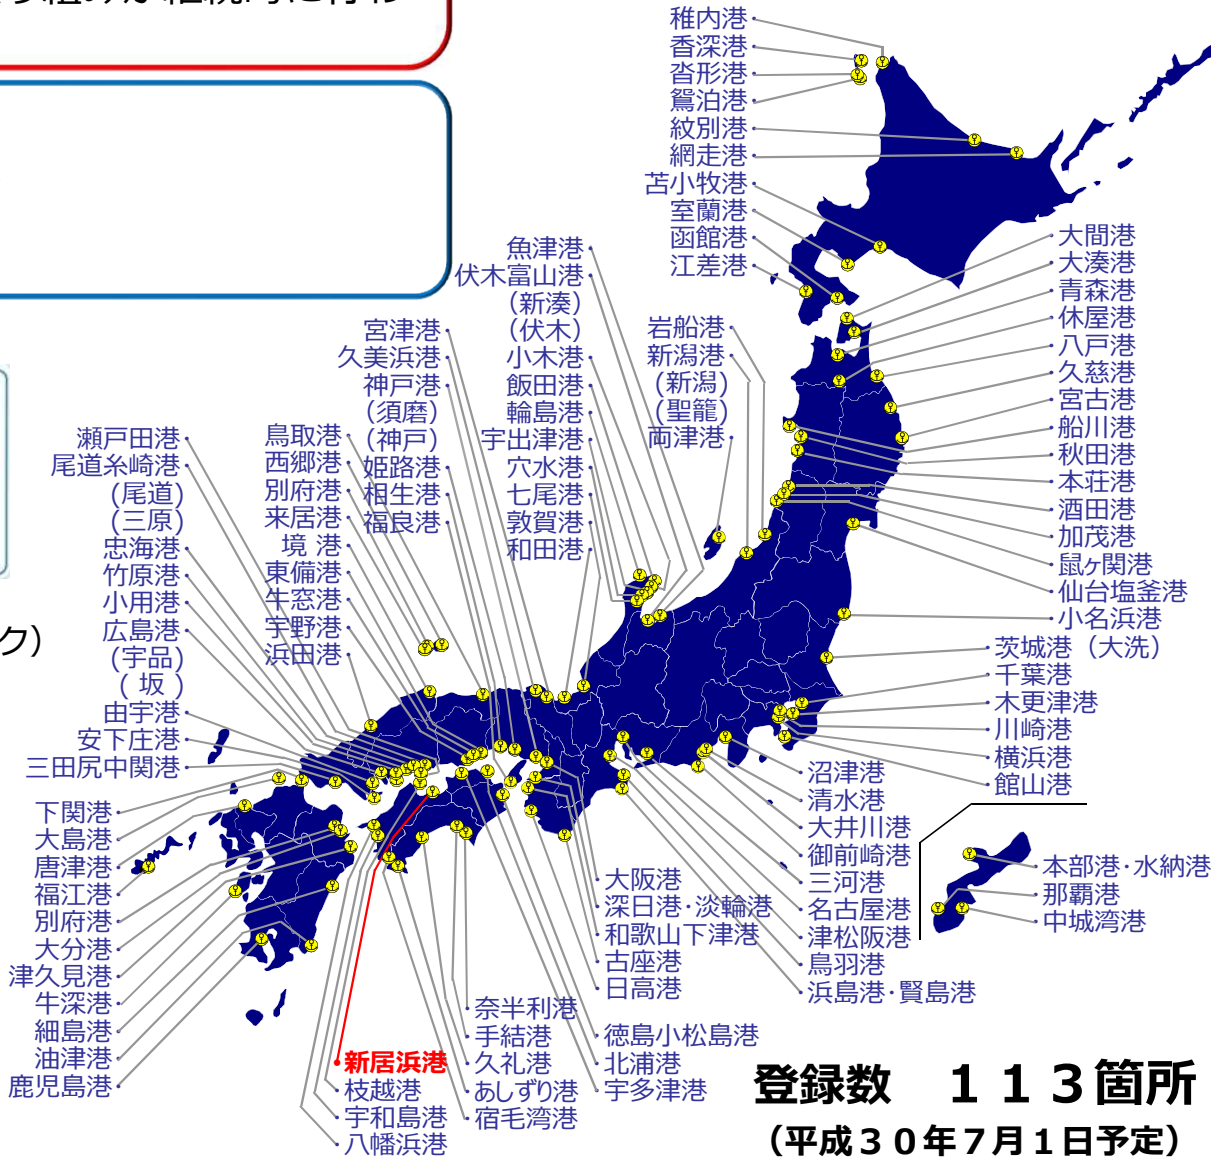 稚内港
香深港
沓形港
鴛泊港
紋別港
網走港
苫小牧港
室蘭港
函館港
江差港
大間港
大湊港
青森港
休屋港
八戸港
久慈港
宮古港
船川港
秋田港
本荘港
酒田港
加茂港
鼠ヶ関港
仙台塩釜港
小名浜港
茨城港（大洗）
千葉港
木更津港
川崎港
横浜港
館山港
魚津港
伏木富山港
（新湊）
（伏木）
小木港
飯田港
輪島港
宇出津港
穴水港
七尾港
敦賀港
和田港
岩船港
新潟港
（新潟）
（聖籠）
両津港
宮津港
久美浜港
神戸港
（須磨）
（神戸）
姫路港
相生港
福良港
鳥取港
西郷港
別府港
来居港
境 港
東備港
牛窓港
宇野港
浜田港
瀬戸田港
尾道糸崎港
（尾道）
（三原）
忠海港
竹原港
小用港
広島港
（宇品）
（ 坂 ）
由宇港
安下庄港
三田尻中関港
ク）
下関港
大島港
唐津港
福江港
別府港
大分港
津久見港
牛深港
細島港
油津港
鹿児島港
新居浜港
枝越港
宇和島港
八幡浜港
奈半利港
手結港
久礼港
あしずり港
宿毛湾港
徳島小松島港
北浦港
宇多津港
大阪港
深日港・淡輪港
和歌山下津港
古座港
日高港
沼津港
清水港
大井川港
御前崎港
三河港
名古屋港
津松阪港
鳥羽港
浜島港・賢島港
本部港・水納港
那覇港
中城湾港
登録数　１１３箇所
（平成３０年７月１日予定）